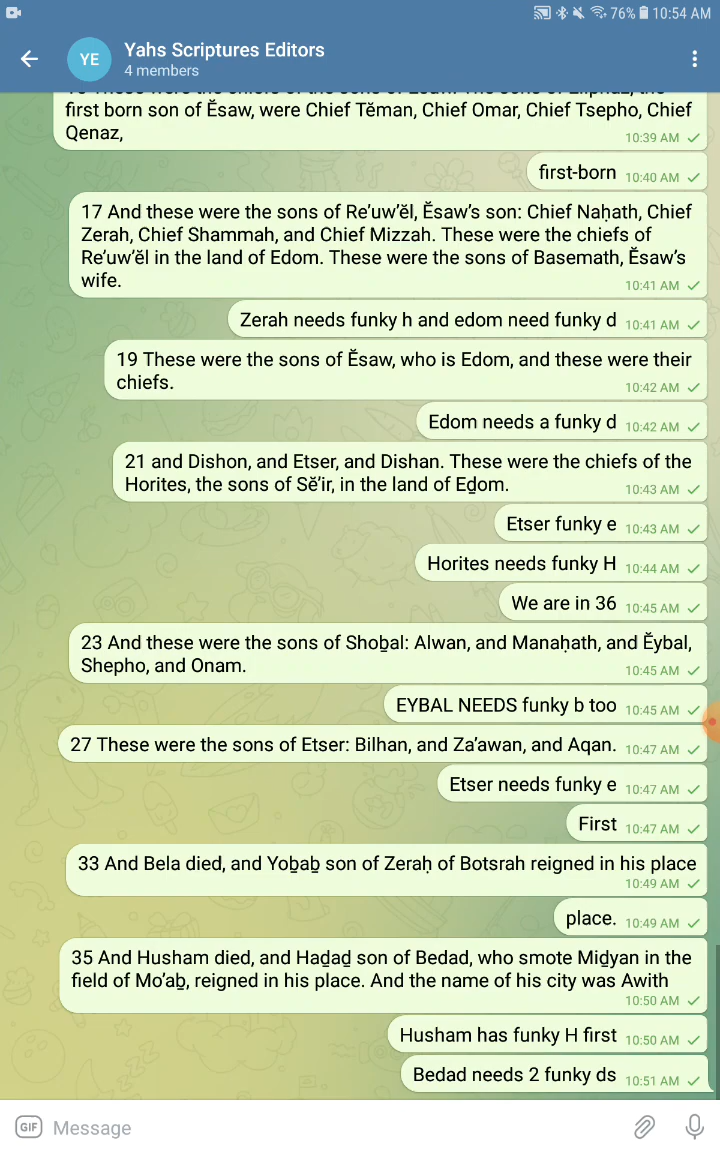 76% 10:54 AM
YE
Yahs Scriptures Editors
4 members
first born son of Ĕsaw, were Chief Tĕman, Chief Omar, Chief Tsepho, Chief
Qenaz,
10:39 AM
first-born 10:40 AM
17 And these were the sons of Re’uw’ĕl, Ĕsaw’s son: Chief Naḥath, Chief
Zerah, Chief Shammah, and Chief Mizzah. These were the chiefs of
Re’uw’ĕl in the land of Edom. These were the sons of Basemath, Ĕsaw’s
wife.
10:41 AM
Zerah needs funky h and edom need funky d 10:41 AM
19 These were the sons of Ĕsaw, who is Edom, and these were their
chiefs.
10:42 AM
Edom needs a funky d 10:42 AM
21 and Dishon, and Etser, and Dishan. These were the chiefs of the
Horites, the sons of Sĕ’ir, in the land of Eḏom.
10:43 AM
Etser funky e 10:43 AM
Horites needs funky H 10:44 AM
We are in 36 10:45 AM
23 And these were the sons of Shoḇal: Alwan, and Manaḥath, and Ĕybal,
Shepho, and Onam.
10:45 AM
EYBAL NEEDS funky b too 10:45 AM
27 These were the sons of Etser: Bilhan, and Za’awan, and Aqan. 10:47 AM
Etser needs funky e 10:47 AM
First 10:47 AM
33 And Bela died, and Yoḇaḇ son of Zeraḥ of Botsrah reigned in his place
10:49 AM
place. 10:49 AM
35 And Husham died, and Haḏaḏ son of Bedad, who smote Miḏyan in the
field of Mo’aḇ, reigned in his place. And the name of his city was Awith
10:50 AM
Husham has funky H first 10:50 AM
Bedad needs 2 funky ds 10:51 AM
GIF Message